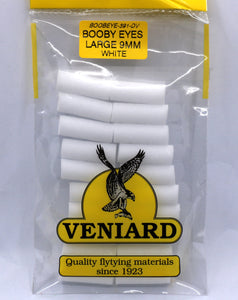 BOOBEYE-391-DV
BOOBY EYES
LARGE 9MM
WHITE
VENIARD
Quality flytying materials
since 1923